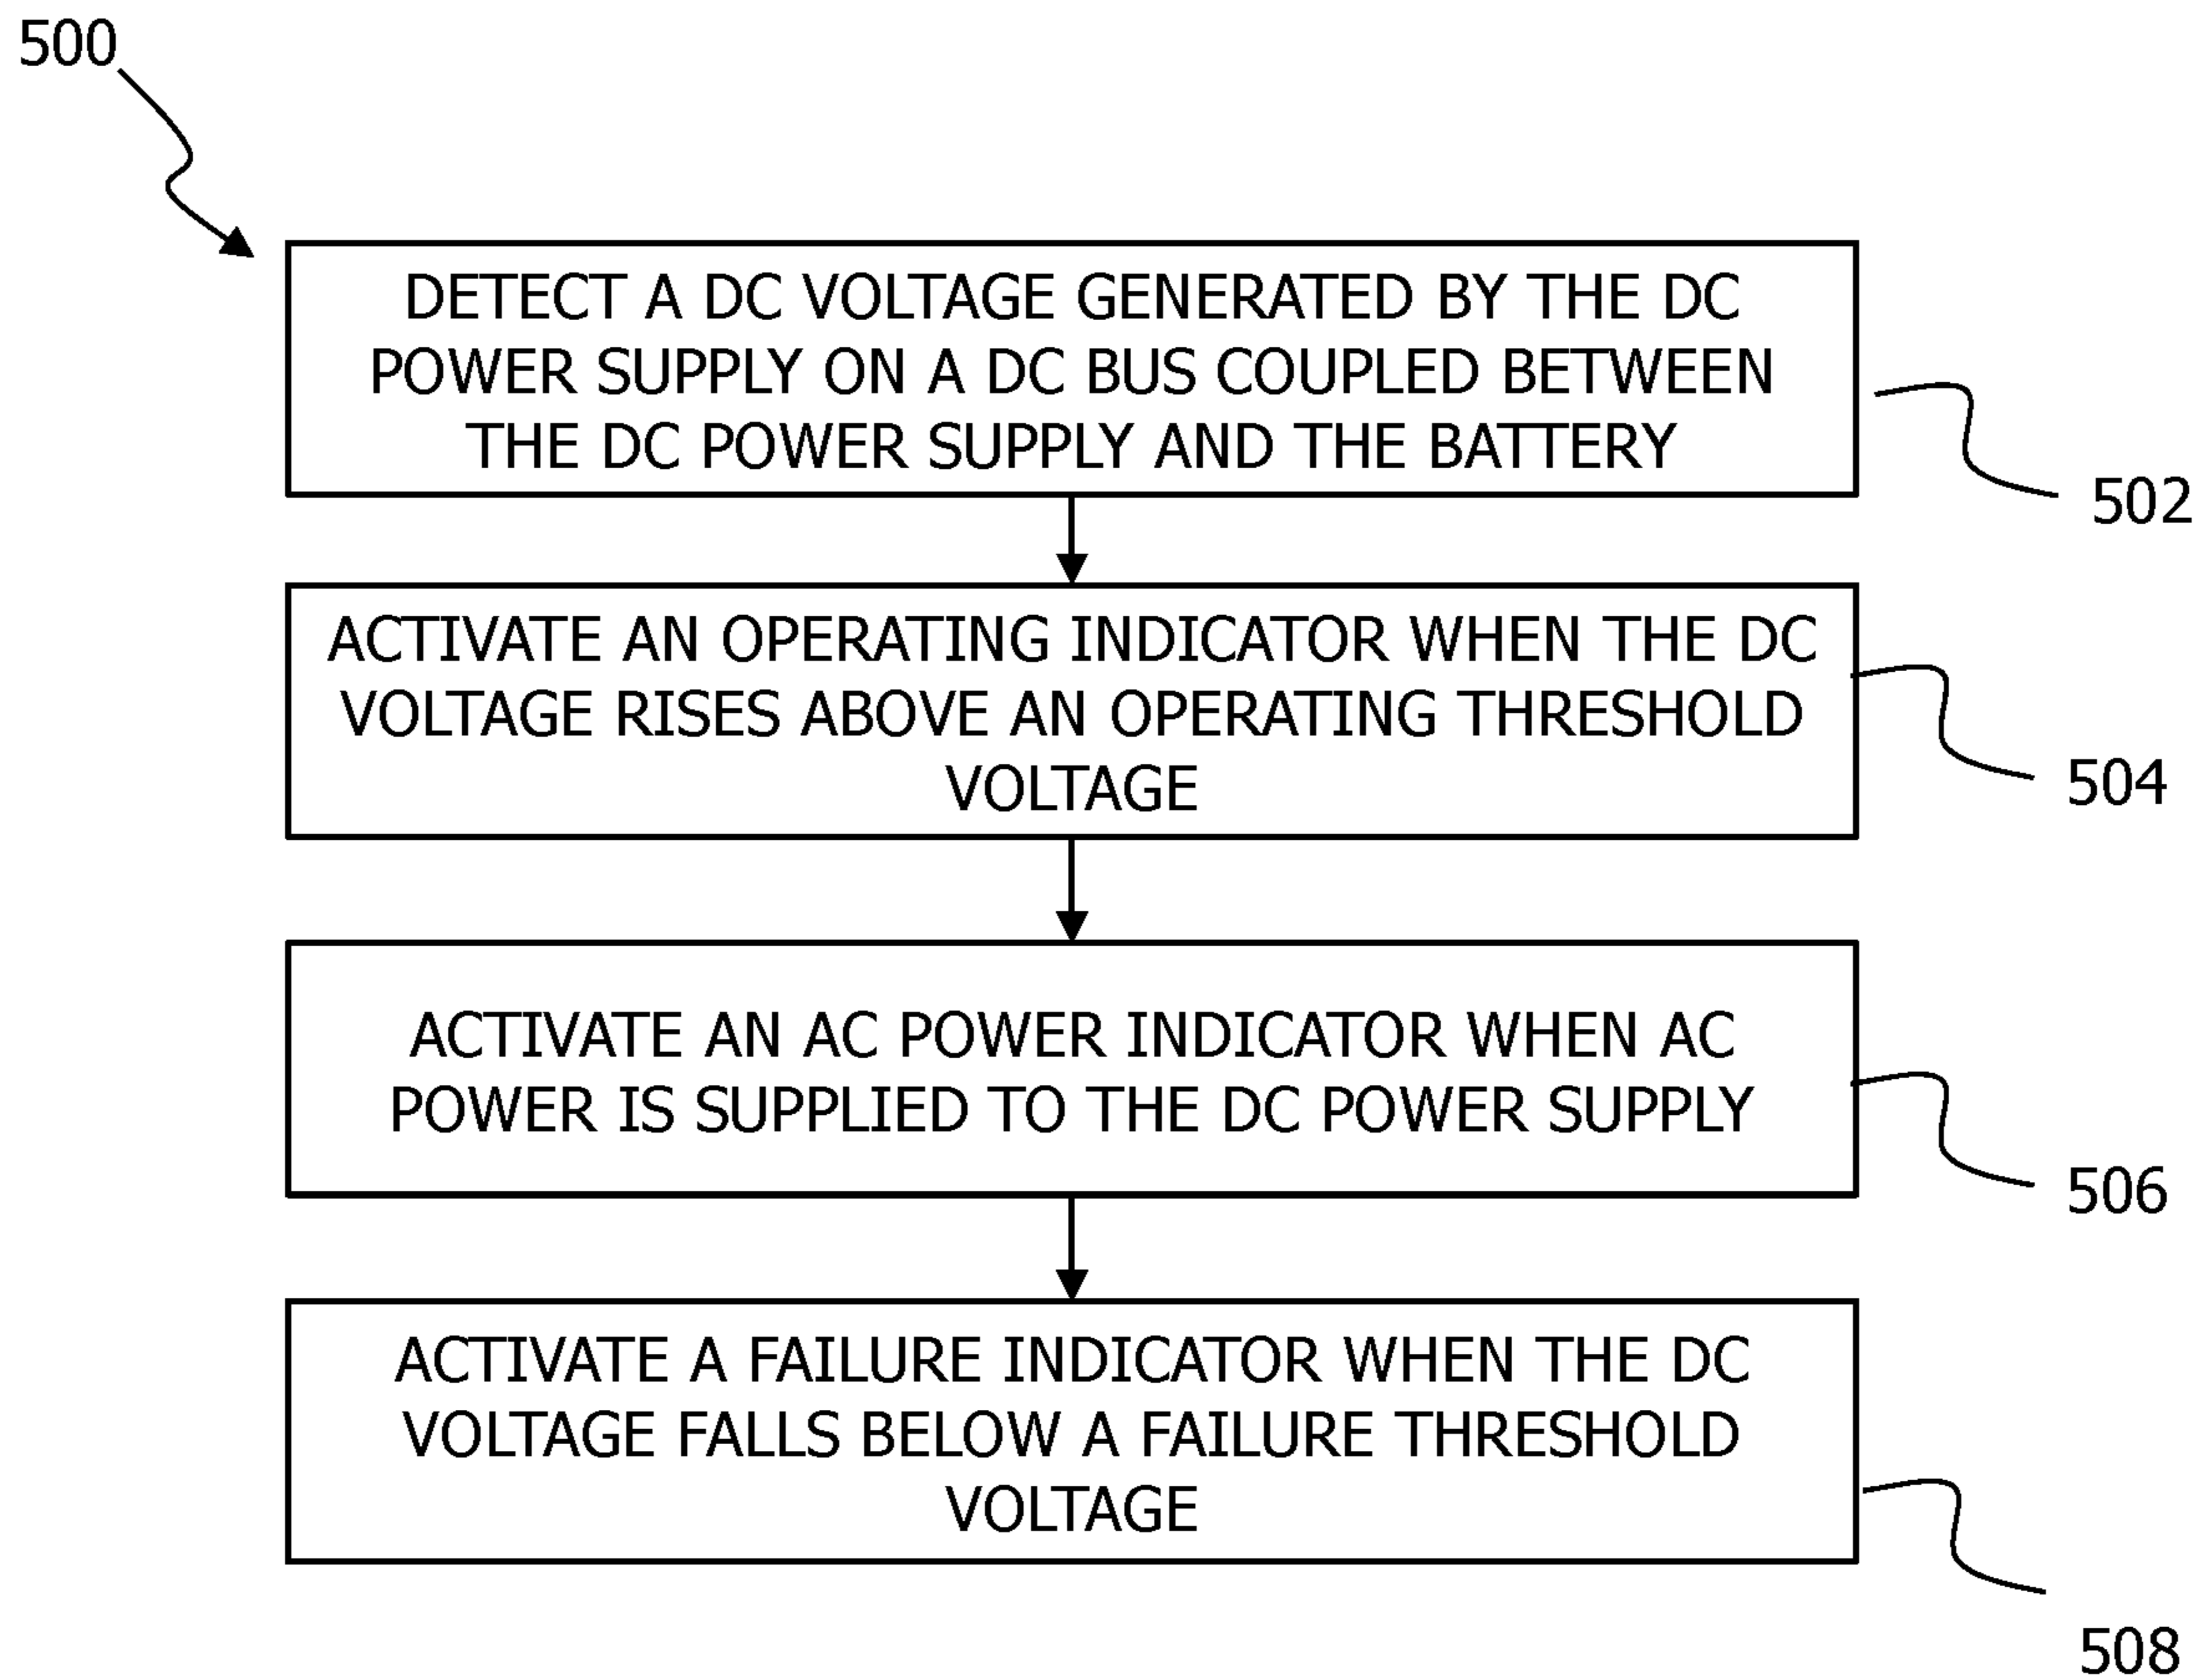 500
DETECT A DC VOLTAGE GENERATED BY THE DC
POWER SUPPLY ON A DC BUS COUPLED BETWEEN
THE DC POWER SUPPLY AND THE BATTERY
502
ACTIVATE AN OPERATING INDICATOR WHEN THE DC
VOLTAGE RISES ABOVE AN OPERATING THRESHOLD
VOLTAGE
504
ACTIVATE AN AC POWER INDICATOR WHEN AC
POWER IS SUPPLIED TO THE DC POWER SUPPLY
506
ACTIVATE A FAILURE INDICATOR WHEN THE DC
VOLTAGE FALLS BELOW A FAILURE THRESHOLD
VOLTAGE
508